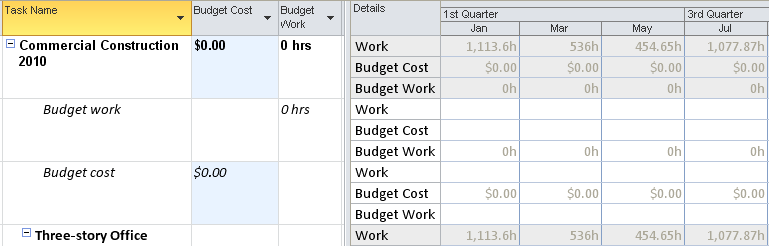 Task Name Budget Cost Budget Work Details 1st Quarter 3rd Quarter
Jan Mar May Jul
Commercial Construction 2010 $0.00 0 hrs Work 1,113.6h 536h 454.65h 1,077.87h
Budget Cost $0.00 $0.00 $0.00 $0.00
Budget Work 0h 0h 0h 0h
Budget work 0 hrs Work
Budget Cost
Budget Work 0h 0h 0h 0h
Budget cost $0.00 Work
Budget Cost $0.00 $0.00 $0.00 $0.00
Budget Work
Three-story Office Work 1,113.6h 536h 454.65h 1,077.87h